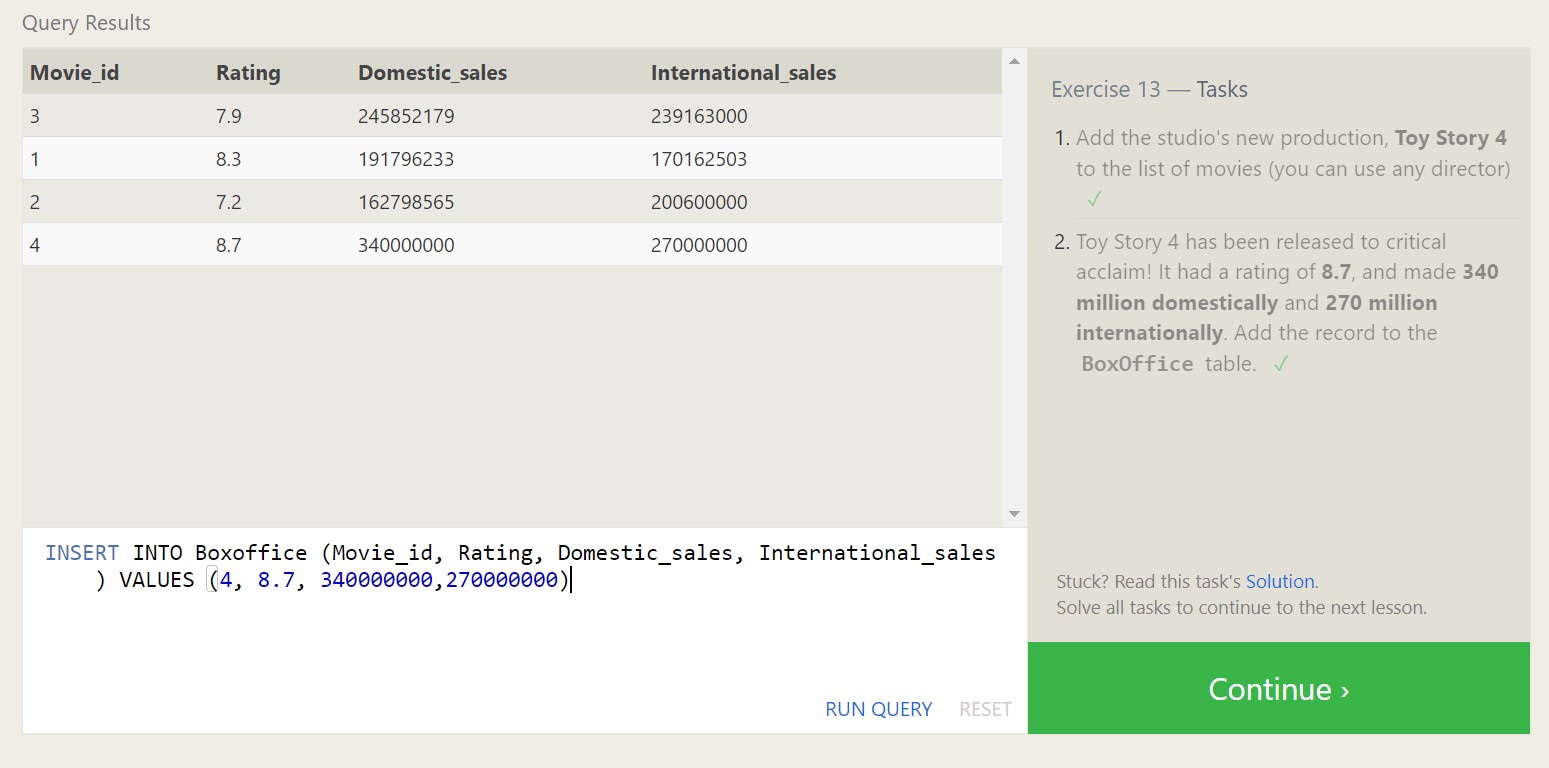 Query Results
Movie_id Rating Domestic_sales International_sales
3 7.9 245852179 239163000
1 8.3 191796233 170162503
2 7.2 162798565 200600000
4 8.7 340000000 270000000
INSERT INTO Boxoffice (Movie_id, Rating, Domestic_sales, International_sales
) VALUES (4, 8.7, 340000000,270000000)
RUN QUERY RESET
Exercise 13 — Tasks
1. Add the studio's new production, Toy Story 4
to the list of movies (you can use any director)
✓
2. Toy Story 4 has been released to critical
acclaim! It had a rating of 8.7, and made 340
million domestically and 270 million
internationally. Add the record to the
BoxOffice table. ✓
Stuck? Read this task's Solution.
Solve all tasks to continue to the next lesson.
Continue ›